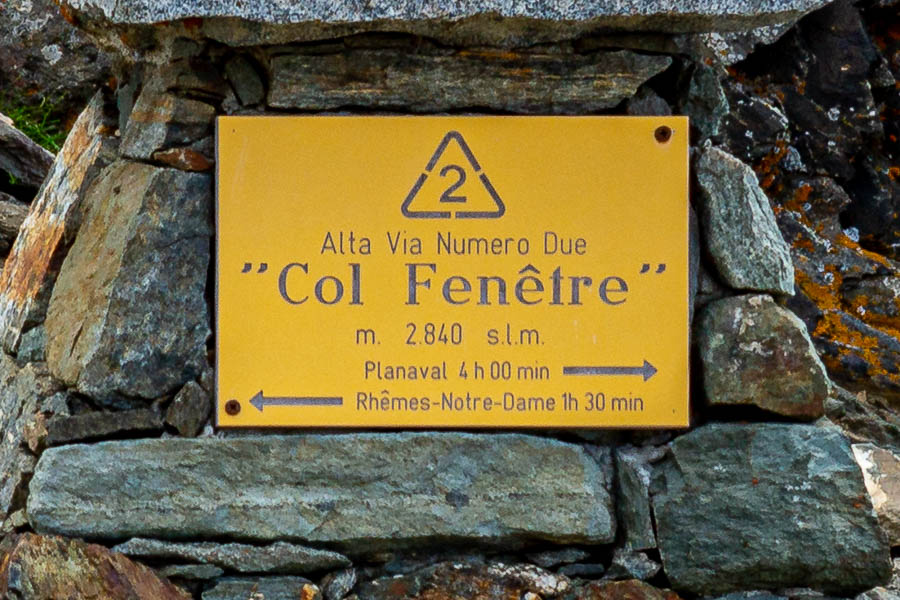 2
Alta Via Numero Due
”Col Fenêtre”
m. 2.840 s.l.m.
Planaval 4 h 00 min
Rhêmes-Notre-Dame 1h 30 min